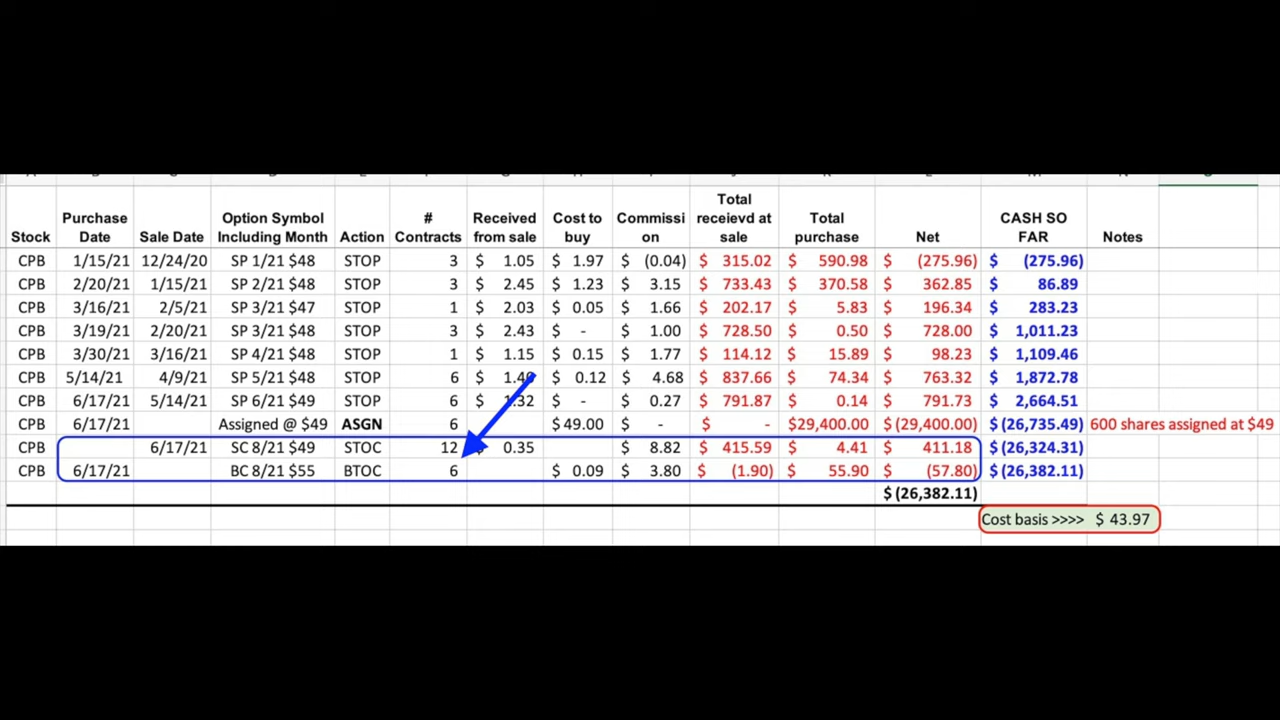 Stock Purchase Date Sale Date Option Symbol Including Month Action # Contracts Received from sale Cost to buy Commissi on Total receievd at sale Total purchase Net CASH SO FAR Notes
CPB 1/15/21 12/24/20 SP 1/21 $48 STOP 3 $ 1.05 $ 1.97 $ (0.04) $ 315.02 $ 590.98 $ (275.96) $ (275.96)
CPB 2/20/21 1/15/21 SP 2/21 $48 STOP 3 $ 2.45 $ 1.23 $ 3.15 $ 733.43 $ 370.58 $ 362.85 $ 86.89
CPB 3/16/21 2/5/21 SP 3/21 $47 STOP 1 $ 2.03 $ 0.05 $ 1.66 $ 202.17 $ 5.83 $ 196.34 $ 283.23
CPB 3/19/21 2/20/21 SP 3/21 $48 STOP 3 $ 2.43 $ - $ 1.00 $ 728.50 $ 0.50 $ 728.00 $ 1,011.23
CPB 3/30/21 3/16/21 SP 4/21 $48 STOP 1 $ 1.15 $ 0.15 $ 1.77 $ 114.12 $ 15.89 $ 98.23 $ 1,109.46
CPB 5/14/21 4/9/21 SP 5/21 $48 STOP 6 $ $ 0.12 $ 4.68 $ 837.66 $ 74.34 $ 763.32 $ 1,872.78
CPB 6/17/21 5/14/21 SP 6/21 $49 STOP 6 $ 1.32 $ - $ 0.27 $ 791.87 $ 0.14 $ 791.73 $ 2,664.51
CPB 6/17/21 Assigned @ $49 ASGN 6 $49.00 $ - $ - $29,400.00 $ (29,400.00) $ (26,735.49) 600 shares assigned at $49
CPB 6/17/21 SC 8/21 $49 STOC 12 $ 0.35 $ 8.82 $ 415.59 $ 4.41 $ 411.18 $ (26,324.31)
CPB 6/17/21 BC 8/21 $55 BTOC 6 $ 0.09 $ 3.80 $ (1.90) $ 55.90 $ (57.80) $ (26,382.11)
$ (26,382.11)
Cost basis >>>> $ 43.97